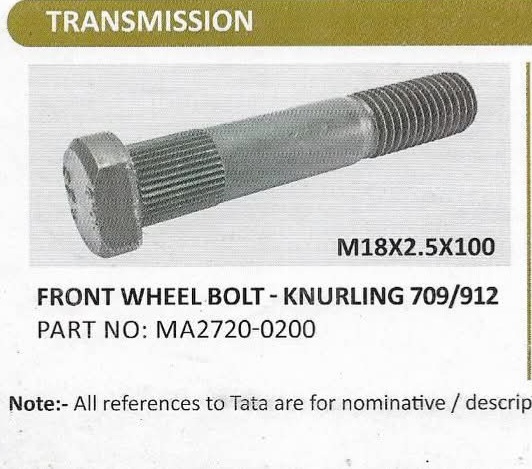 TRANSMISSION
M18X2.5X100
FRONT WHEEL BOLT - KNURLING 709/912
PART NO: MA2720-0200
Note:- All references to Tata are for nominative / descrip